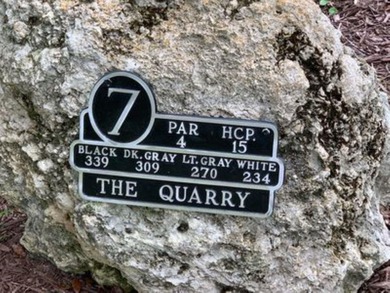 7
PAR HCP.
4 15
BLACK DK. GRAY LT. GRAY WHITE
339 309 270 234
THE QUARRY